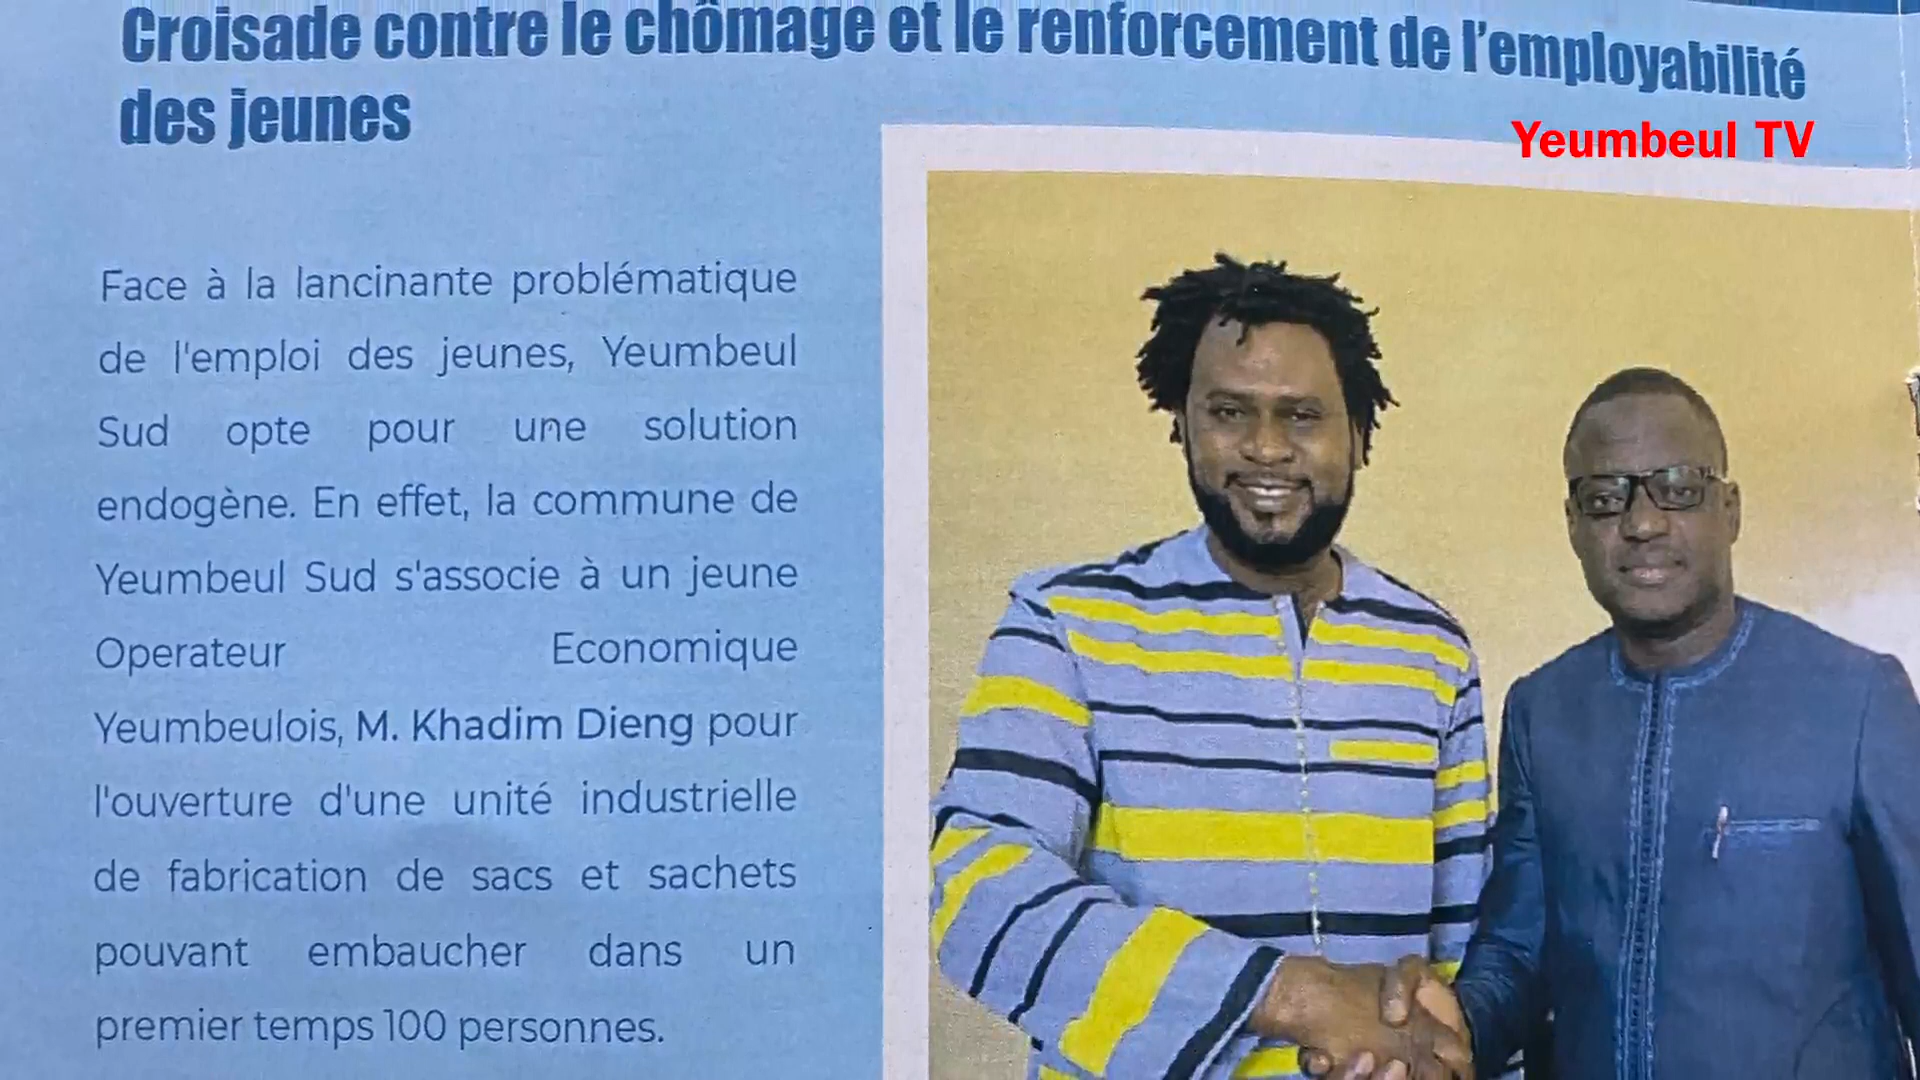 Croisade contre le chômage et le renforcement de l'employabilité
des jeunes
Yeumbeul TV
Face à la lancinante problématique
de l'emploi des jeunes, Yeumbeul
Sud opte pour une solution
endogène. En effet, la commune de
Yeumbeul Sud s'associe à un jeune
Operateur Economique
Yeumbeulois, M. Khadim Dieng pour
l'ouverture d'une unité industrielle
de fabrication de sacs et sachets
pouvant embaucher dans un
premier temps 100 personnes.